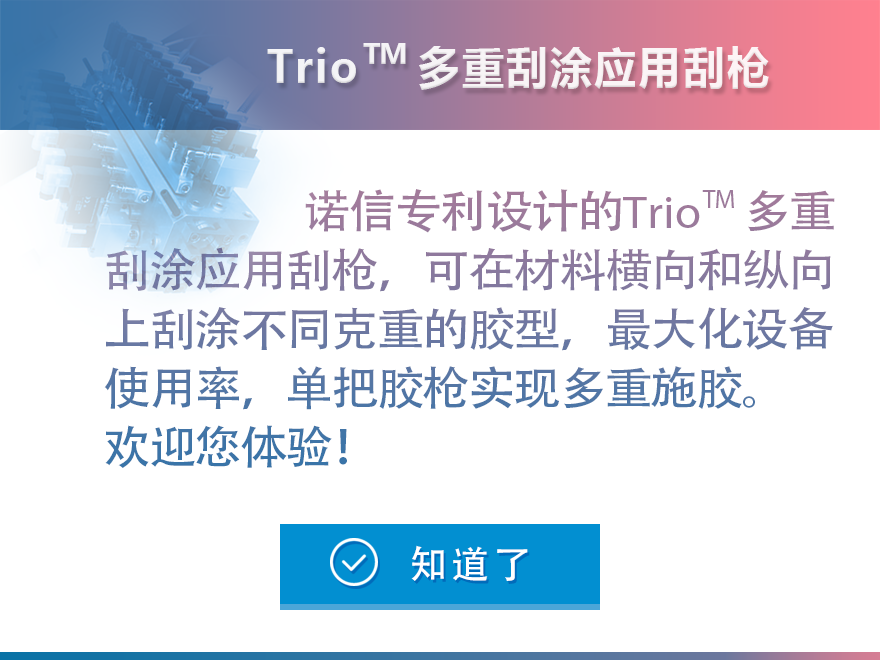 Trio™ 多重刮涂应用刮枪
诺信专利设计的Trio™ 多重
刮涂应用刮枪，可在材料横向和纵向
上刮涂不同克重的胶型，最大化设备
使用率，单把胶枪实现多重施胶。
欢迎您体验！
知道了